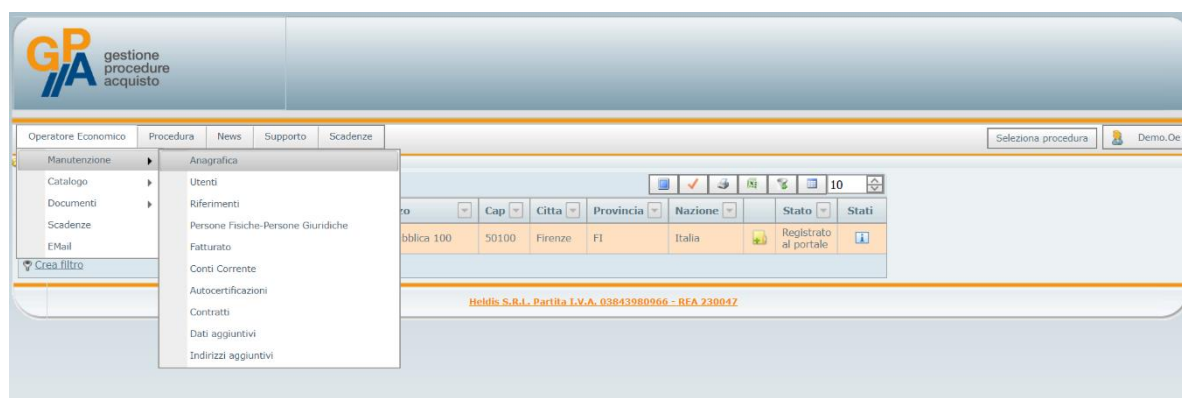 GPA
gestione
procedure
acquisto
Operatore Economico Procedura News Supporto Scadenze Seleziona procedura Demo.Oe
Manutenzione Anagrafica
Catalogo Utenti 10
Documenti Riferimenti Cap Citta Provincia Nazione Stato Stati
Scadenze Persone Fisiche-Persone Giuridiche bblica 100 50100 Firenze FI Italia Registrato
al portale
EMail Fatturato
Crea filtro Conti Corrente
Autocertificazioni
Heldis S.R.L. Partita I.V.A. 03843980966 - REA 230047
Contratti
Dati aggiuntivi
Indirizzi aggiuntivi